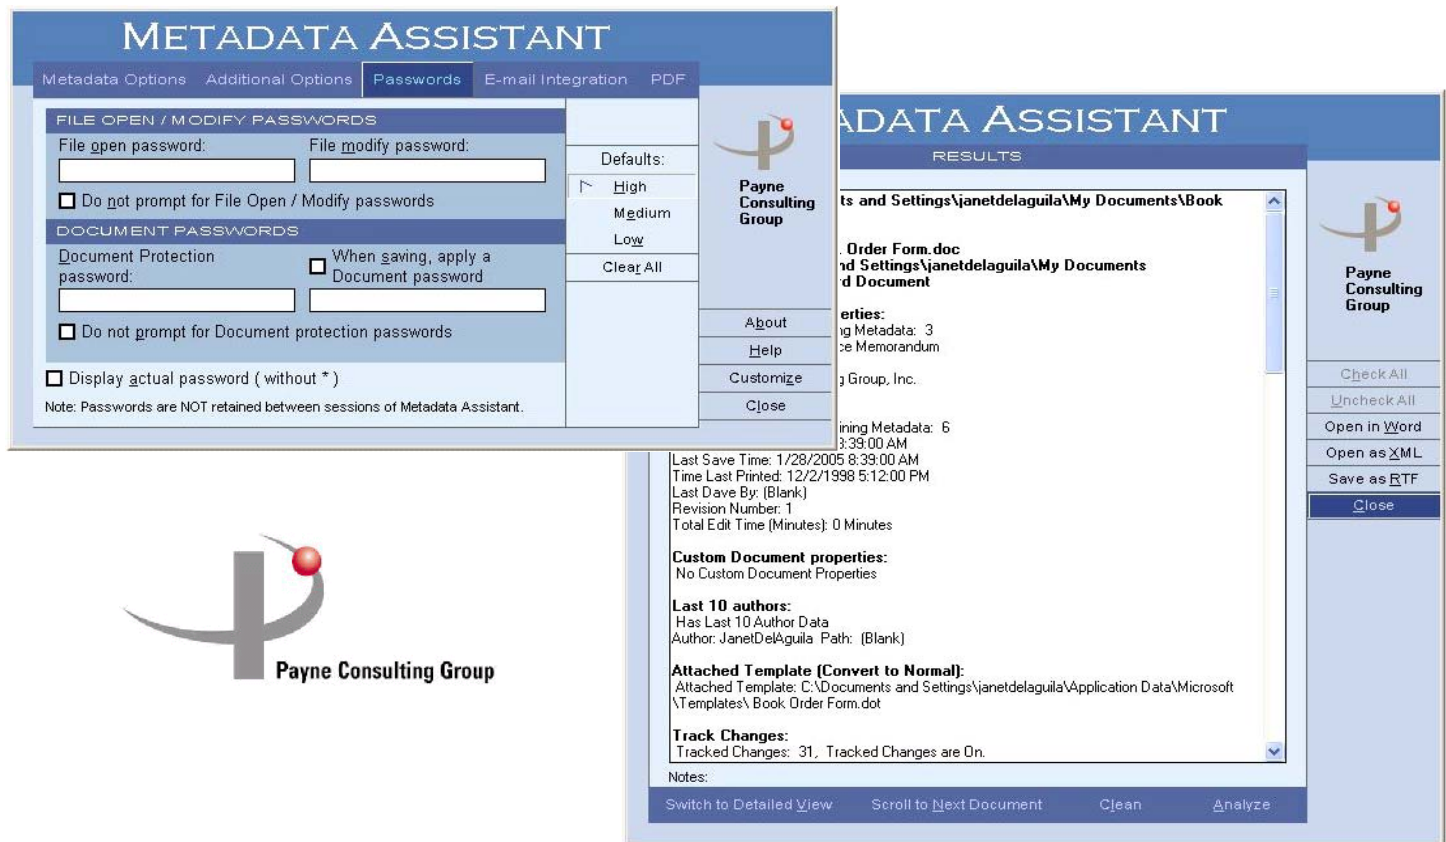 METADATA ASSISTANT
Metadata Options Additional Options Passwords E-mail Integration PDF
FILE OPEN / MODIFY PASSWORDS
File open password: File modify password:
Do not prompt for File Open / Modify passwords
DOCUMENT PASSWORDS
Document Protection
password:
When saving, apply a
Document password
Do not prompt for Document protection passwords
Display actual password ( without * )
Note: Passwords are NOT retained between sessions of Metadata Assistant.
Defaults:
High
Medium
Low
Clear All
Payne
Consulting
Group
About
Help
Customize
Close
ADATA ASSISTANT
RESULTS
ts and Settings\janetdelaguila\My Documents\Book
Order Form.doc
nd Settings\janetdelaguila\My Documents
rd Document
erties:
ng Metadata: 3
ce Memorandum
g Group, Inc.
ining Metadata: 6
8:39:00 AM
Last Save Time: 1/28/2005 8:39:00 AM
Time Last Printed: 12/2/1998 5:12:00 PM
Last Dave By: (Blank)
Revision Number: 1
Total Edit Time (Minutes): 0 Minutes
Custom Document properties:
No Custom Document Properties
Last 10 authors:
Has Last 10 Author Data
Author: JanetDelAguila Path: (Blank)
Attached Template (Convert to Normal):
Attached Template: C:\Documents and Settings\janetdelaguila\Application Data\Microsoft
\Templates\ Book Order Form.dot
Track Changes:
Tracked Changes: 31, Tracked Changes are On.
Notes:
Switch to Detailed View Scroll to Next Document Clean Analyze
Payne
Consulting
Group
Check All
Uncheck All
Open in Word
Open as XML
Save as RTF
Close
Payne Consulting Group